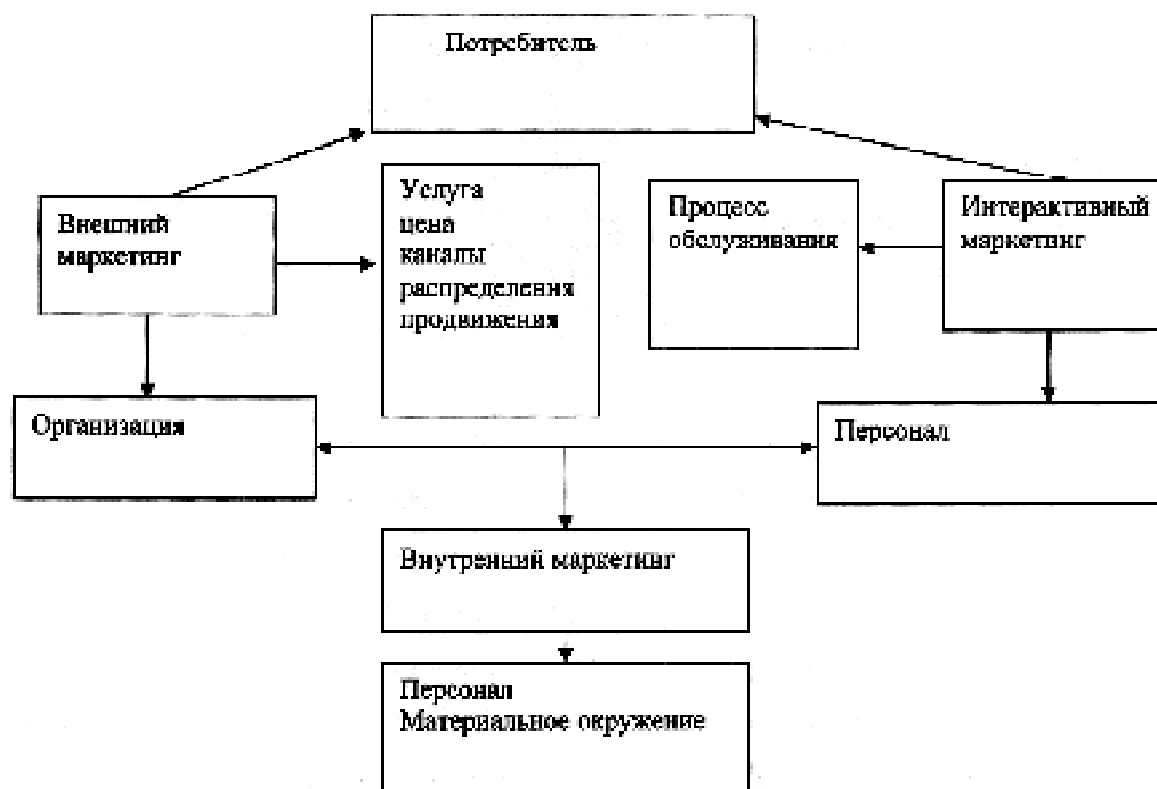 Потребитель
Внешний
маркетинг
Услуга
цена
каналы
распределения
продвижения
Процесс
обслуживания
Интерактивный
маркетинг
Организация
Персонал
Внутренний маркетинг
Персонал
Материальное окружение